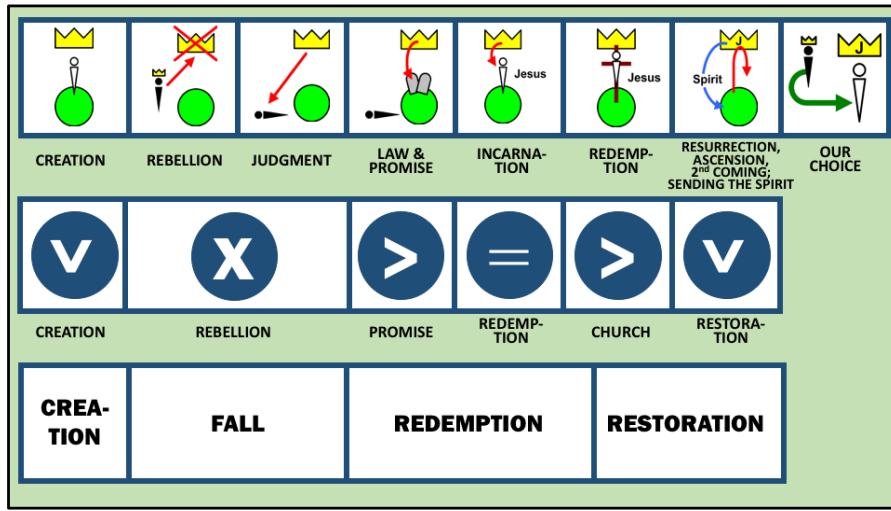 Jesus
Jesus
Spirit
J
J
CREATION
REBELLION
JUDGMENT
LAW &
PROMISE
INCARNA-
TION
REDEMP-
TION
RESURRECTION,
ASCENSION,
2nd COMING;
SENDING THE SPIRIT
OUR
CHOICE
V
X
>
=
>
V
CREATION
REBELLION
PROMISE
REDEMP-
TION
CHURCH
RESTORA-
TION
CREA-
TION
FALL
REDEMPTION
RESTORATION